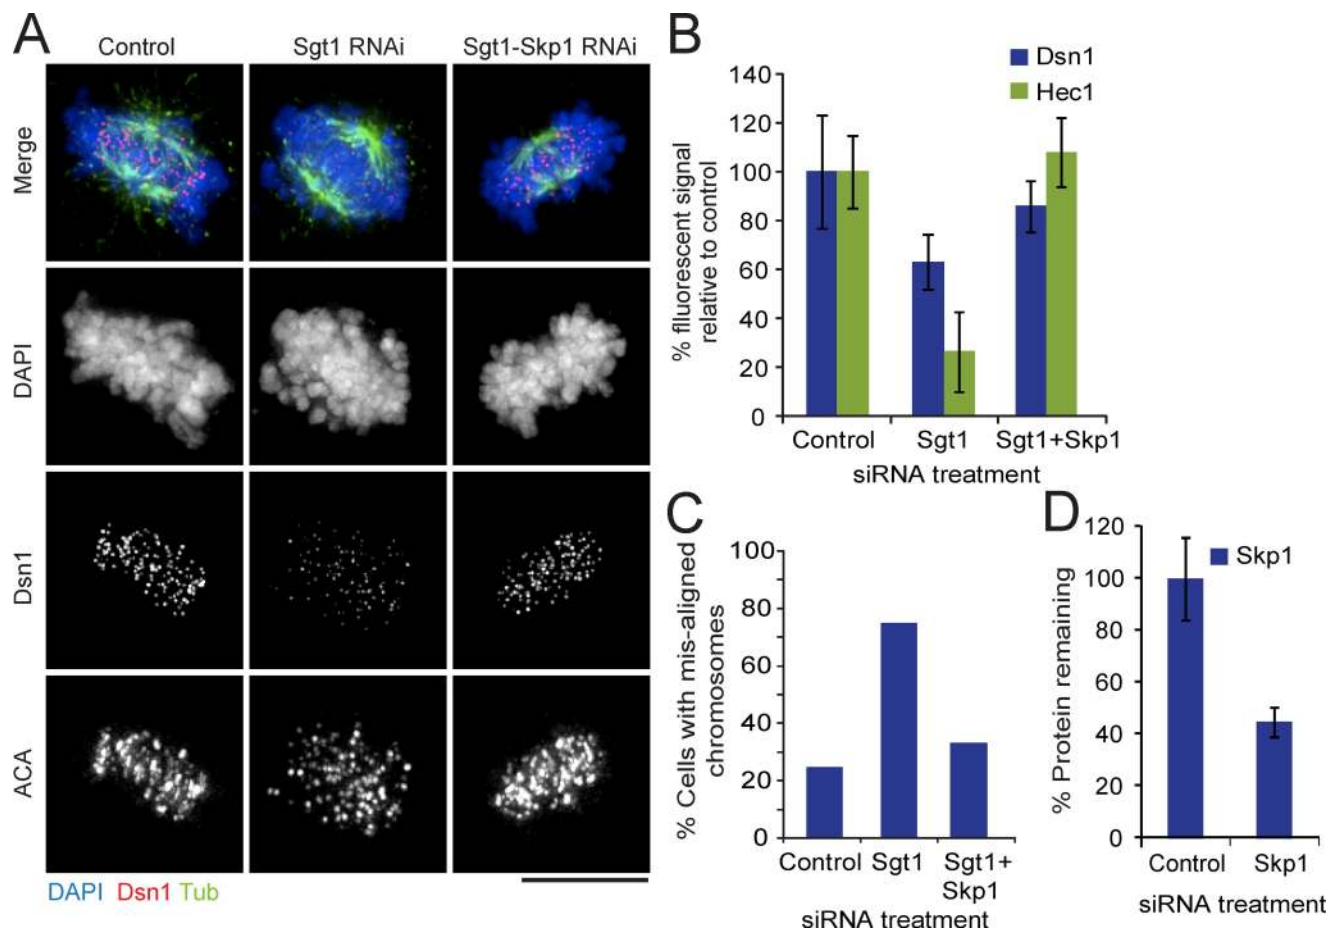 A
Control
Sgt1 RNAi
Sgt1-Skp1 RNAi
Merge
DAPI
Dsn1
ACA
DAPI Dsn1 Tub
B
Dsn1
Hec1
% flluorescent signal
relative to control
140
120
100
80
60
40
20
0
Control
Sgt1
Sgt1+Skp1
siRNA treatment
C
% Cells with mis-aligned
chromosomes
100
80
60
40
20
0
Control
Sgt1
Sgt1+
Skp1
siRNA treatment
D
Skp1
% Protein remaining
120
100
80
60
40
20
0
Control
Skp1
siRNA treatment